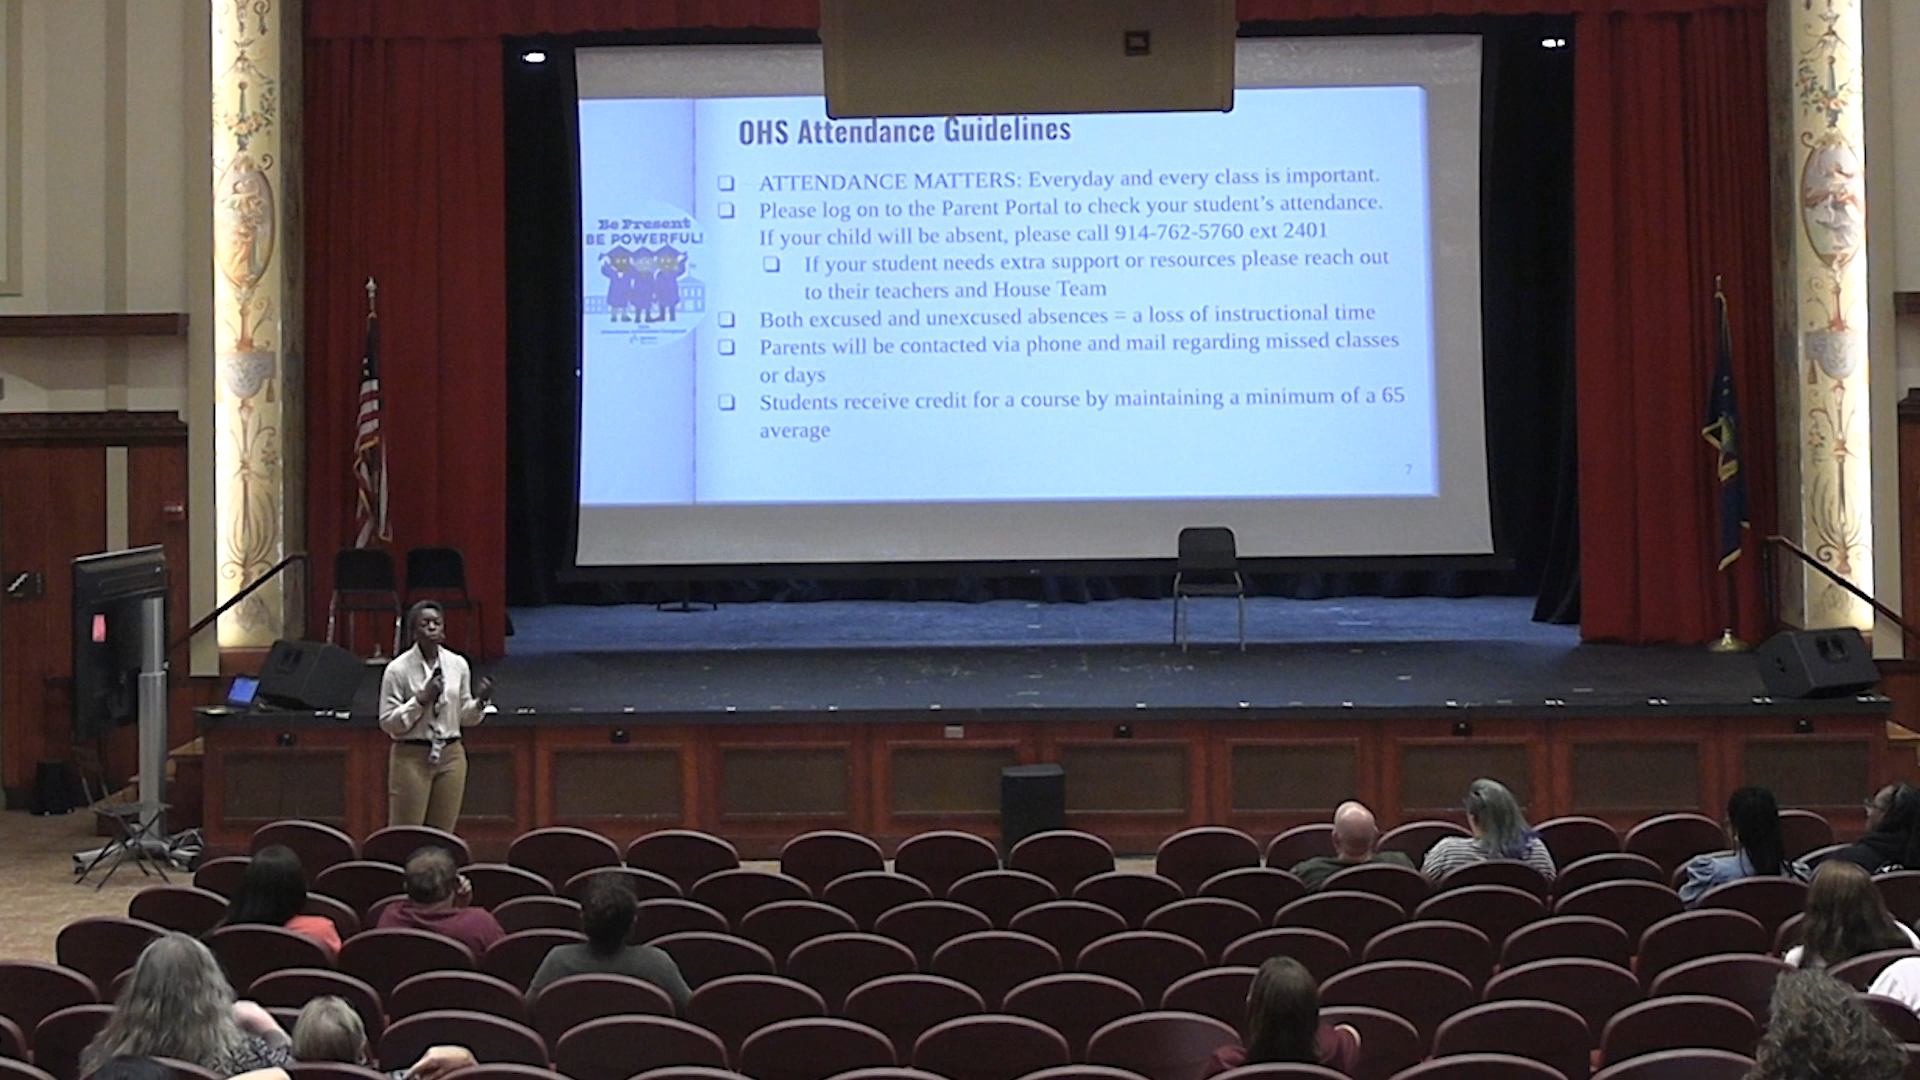 OHS Attendance Guidelines
❏ ATTENDANCE MATTERS: Everyday and every class is important.
❏ Please log on to the Parent Portal to check your student's attendance.
If your child will be absent, please call 914-762-5760 ext 2401
❏ If your student needs extra support or resources please reach out
to their teachers and House Team
❏ Both excused and unexcused absences = a loss of instructional time
❏ Parents will be contacted via phone and mail regarding missed classes
or days
❏ Students receive credit for a course by maintaining a minimum of a 65
average
7
Be Present
BE POWERFUL!